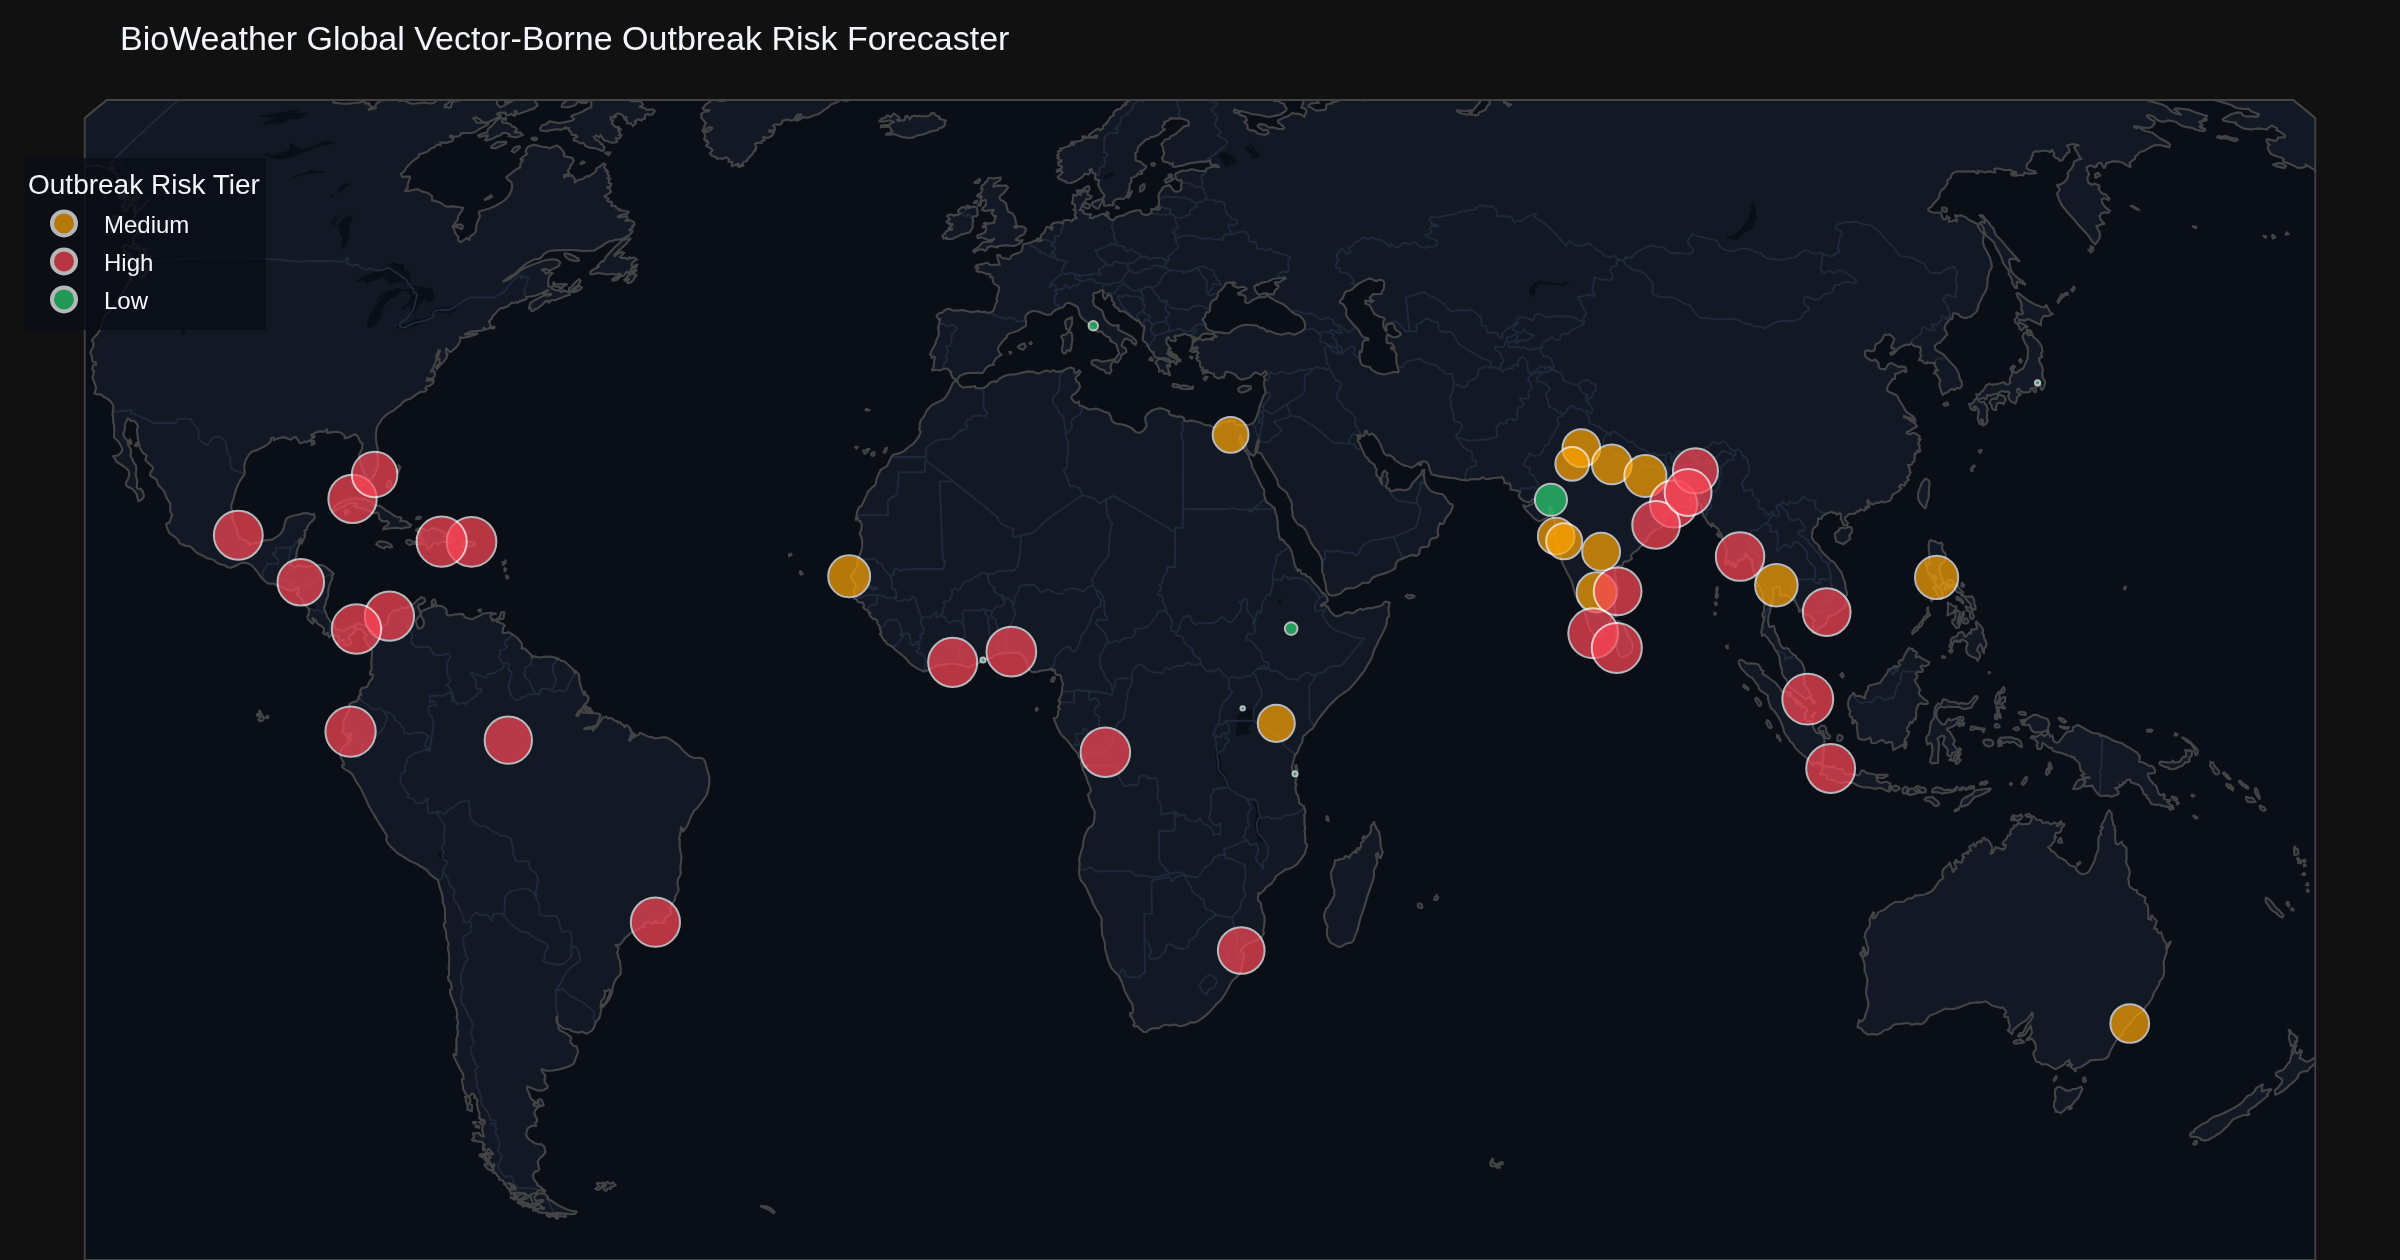 BioWeather Global Vector-Borne Outbreak Risk Forecaster
Outbreak Risk Tier
Medium
High
Low